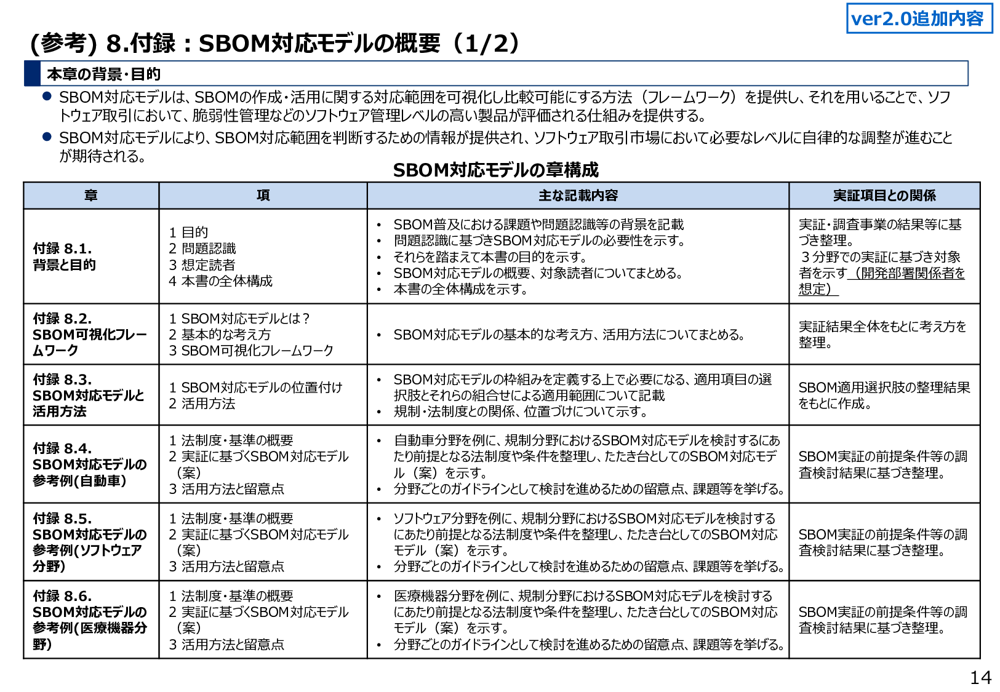 ver2.0追加内容
(参考) 8.付録：SBOM対応モデルの概要（1/2）
本章の背景･目的
● SBOM対応モデルは、SBOMの作成･活用に関する対応範囲を可視化し比較可能にする方法（フレームワーク）を提供し、それを用いることで、ソフ
トウェア取引において、脆弱性管理などのソフトウェア管理レベルの高い製品が評価される仕組みを提供する。
● SBOM対応モデルにより、SBOM対応範囲を判断するための情報が提供され、ソフトウェア取引市場において必要なレベルに自律的な調整が進むこと
が期待される。
SBOM対応モデルの章構成
章
項
主な記載内容
実証項目との関係
付録 8.1.
背景と目的
1 目的
2 問題認識
3 想定読者
4 本書の全体構成
• SBOM普及における課題や問題認識等の背景を記載
• 問題認識に基づきSBOM対応モデルの必要性を示す。
• それらを踏まえて本書の目的を示す。
• SBOM対応モデルの概要、対象読者についてまとめる。
• 本書の全体構成を示す。
実証･調査事業の結果等に基
づき整理。
３分野での実証に基づき対象
者を示す（開発部署関係者を
想定）
付録 8.2.
SBOM可視化フレー
ムワーク
1 SBOM対応モデルとは？
2 基本的な考え方
3 SBOM可視化フレームワーク
• SBOM対応モデルの基本的な考え方、活用方法についてまとめる。
実証結果全体をもとに考え方を
整理。
付録 8.3.
SBOM対応モデルと
活用方法
1 SBOM対応モデルの位置付け
2 活用方法
• SBOM対応モデルの枠組みを定義する上で必要になる、適用項目の選
択肢とそれらの組合せによる適用範囲について記載
• 規制･法制度との関係、位置づけについて示す。
SBOM適用選択肢の整理結果
をもとに作成。
付録 8.4.
SBOM対応モデルの
参考例(自動車)
1 法制度･基準の概要
2 実証に基づくSBOM対応モデル
（案）
3 活用方法と留意点
• 自動車分野を例に、規制分野におけるSBOM対応モデルを検討するにあ
たり前提となる法制度や条件を整理し、たたき台としてのSBOM対応モデ
ル（案）を示す。
• 分野ごとのガイドラインとして検討を進めるための留意点、課題等を挙げる。
SBOM実証の前提条件等の調
査検討結果に基づき整理。
付録 8.5.
SBOM対応モデルの
参考例(ソフトウェア
分野)
1 法制度･基準の概要
2 実証に基づくSBOM対応モデル
（案）
3 活用方法と留意点
• ソフトウェア分野を例に、規制分野におけるSBOM対応モデルを検討する
にあたり前提となる法制度や条件を整理し、たたき台としてのSBOM対応
モデル（案）を示す。
• 分野ごとのガイドラインとして検討を進めるための留意点、課題等を挙げる。
SBOM実証の前提条件等の調
査検討結果に基づき整理。
付録 8.6.
SBOM対応モデルの
参考例(医療機器分
野)
1 法制度･基準の概要
2 実証に基づくSBOM対応モデル
（案）
3 活用方法と留意点
• 医療機器分野を例に、規制分野におけるSBOM対応モデルを検討する
にあたり前提となる法制度や条件を整理し、たたき台としてのSBOM対応
モデル（案）を示す。
• 分野ごとのガイドラインとして検討を進めるための留意点、課題等を挙げる。
SBOM実証の前提条件等の調
査検討結果に基づき整理。
14